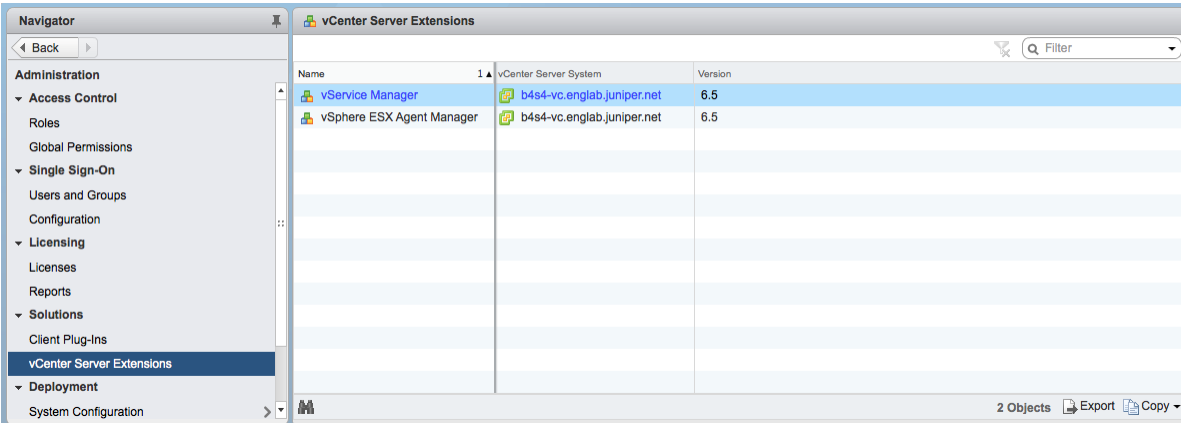 Navigator
Back
Administration
Access Control
Roles
Global Permissions
Single Sign-On
Users and Groups
Configuration
Licensing
Licenses
Reports
Solutions
Client Plug-Ins
vCenter Server Extensions
Deployment
System Configuration
vCenter Server Extensions
Filter
Name 1 vCenter Server System Version
vService Manager b4s4-vc.englab.juniper.net 6.5
vSphere ESX Agent Manager b4s4-vc.englab.juniper.net 6.5
2 Objects Export Copy